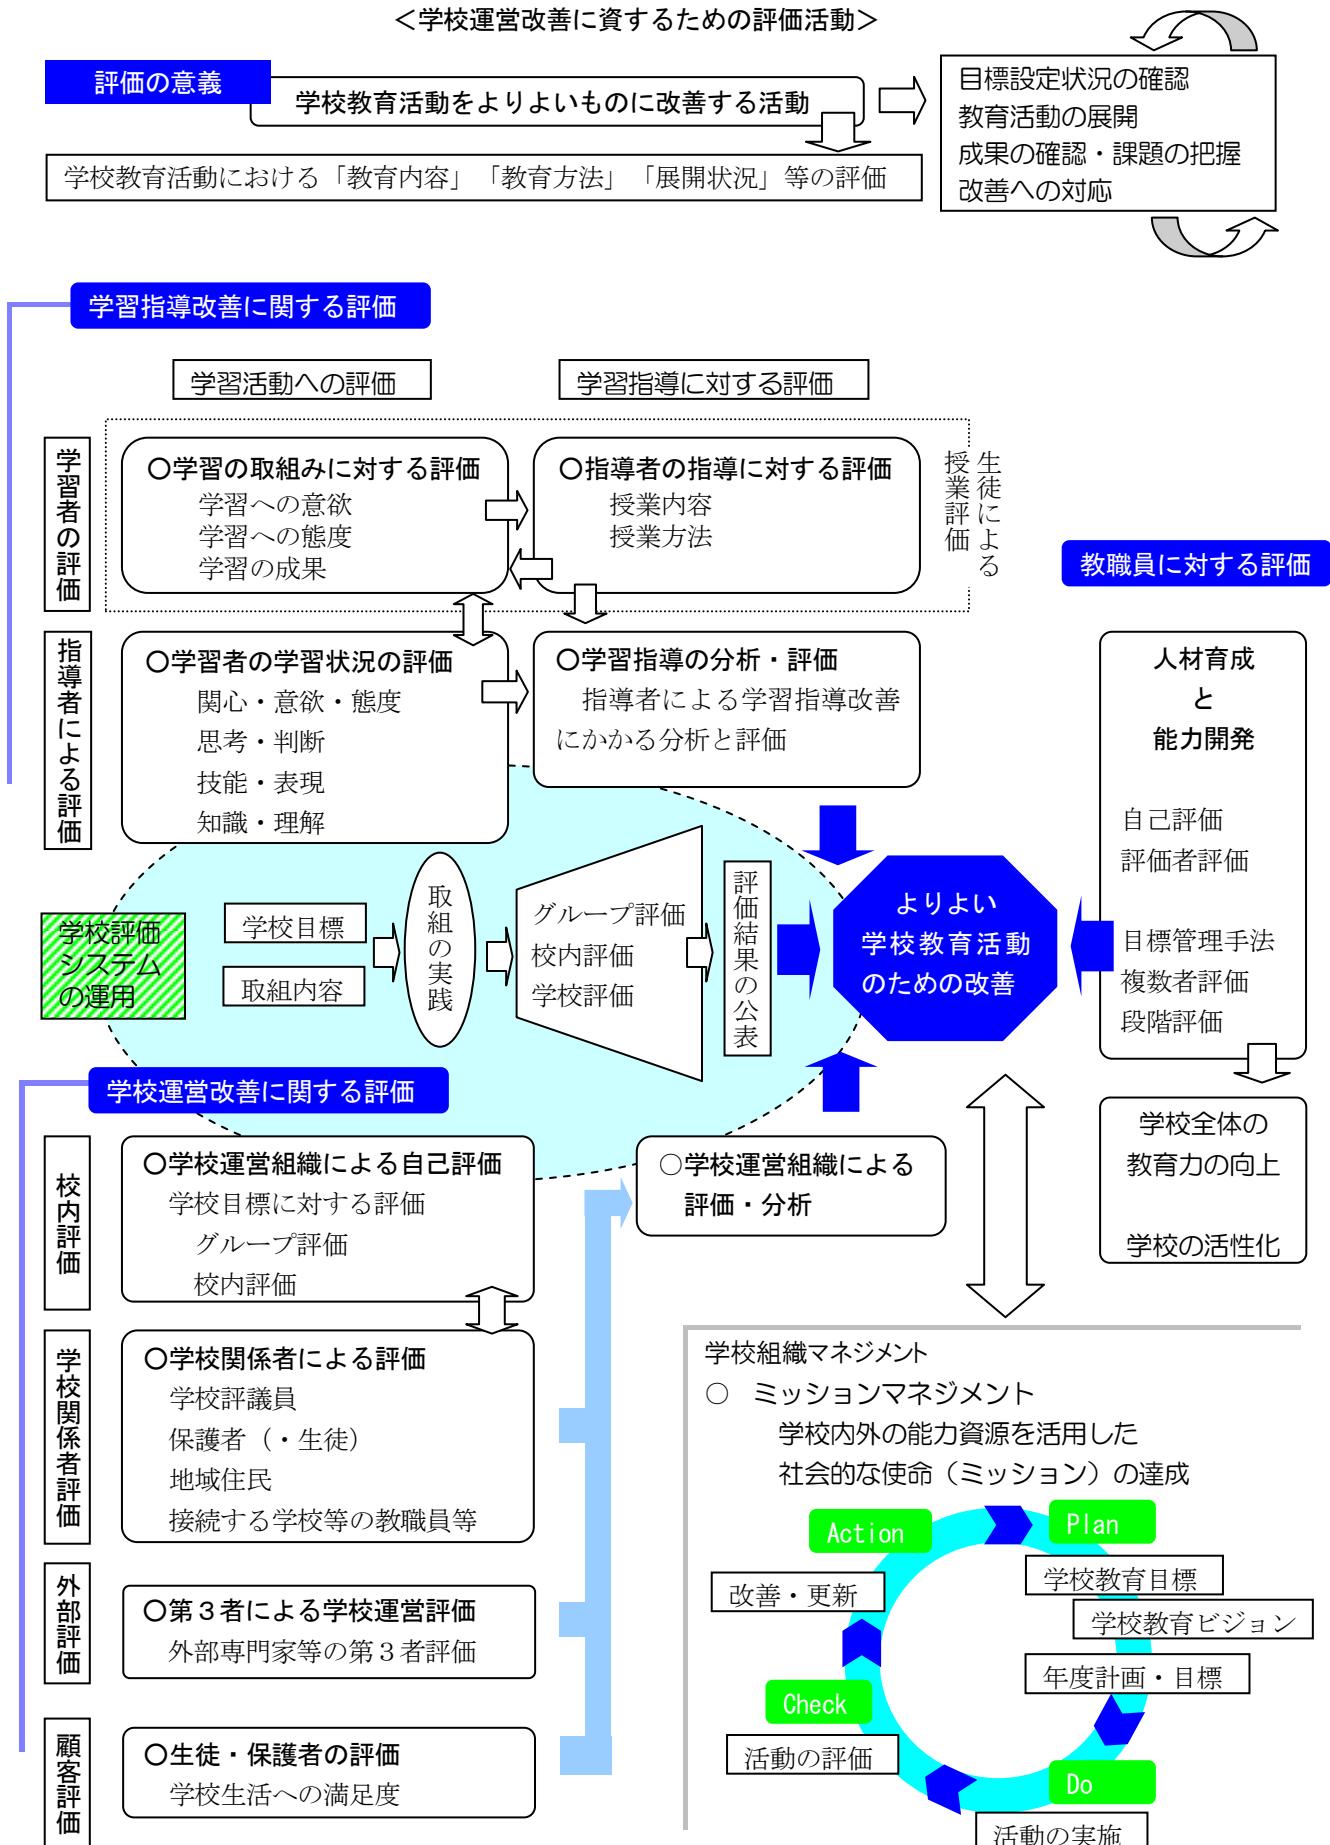 ＜学校運営改善に資するための評価活動＞
評価の意義
学校教育活動をよりよいものに改善する活動
学校教育活動における「教育内容」「教育方法」「展開状況」等の評価
目標設定状況の確認
教育活動の展開
成果の確認・課題の把握
改善への対応
学習指導改善に関する評価
学習活動への評価
学習指導に対する評価
学習者の評価
○学習の取組みに対する評価
学習への意欲
学習への態度
学習の成果
○指導者の指導に対する評価
授業内容
授業方法
生徒による
授業評価
指導者による評価
○学習者の学習状況の評価
関心・意欲・態度
思考・判断
技能・表現
知識・理解
○学習指導の分析・評価
指導者による学習指導改善
にかかる分析と評価
教職員に対する評価
人材育成
と
能力開発
自己評価
評価者評価
目標管理手法
複数者評価
段階評価
学校全体の
教育力の向上
学校の活性化
学校評価
システム
の運用
学校目標
取組内容
取組の実践
グループ評価
校内評価
学校評価
評価結果の公表
よりよい
学校教育活動
のための改善
学校運営改善に関する評価
校内評価
○学校運営組織による自己評価
学校目標に対する評価
グループ評価
校内評価
○学校運営組織による
評価・分析
学校関係者評価
○学校関係者による評価
学校評議員
保護者（・生徒）
地域住民
接続する学校等の教職員等
外部評価
○第３者による学校運営評価
外部専門家等の第３者評価
顧客評価
○生徒・保護者の評価
学校生活への満足度
学校組織マネジメント
○　ミッションマネジメント
学校内外の能力資源を活用した
社会的な使命（ミッション）の達成
Action
Plan
改善・更新
学校教育目標
学校教育ビジョン
年度計画・目標
Check
活動の評価
Do
活動の実施